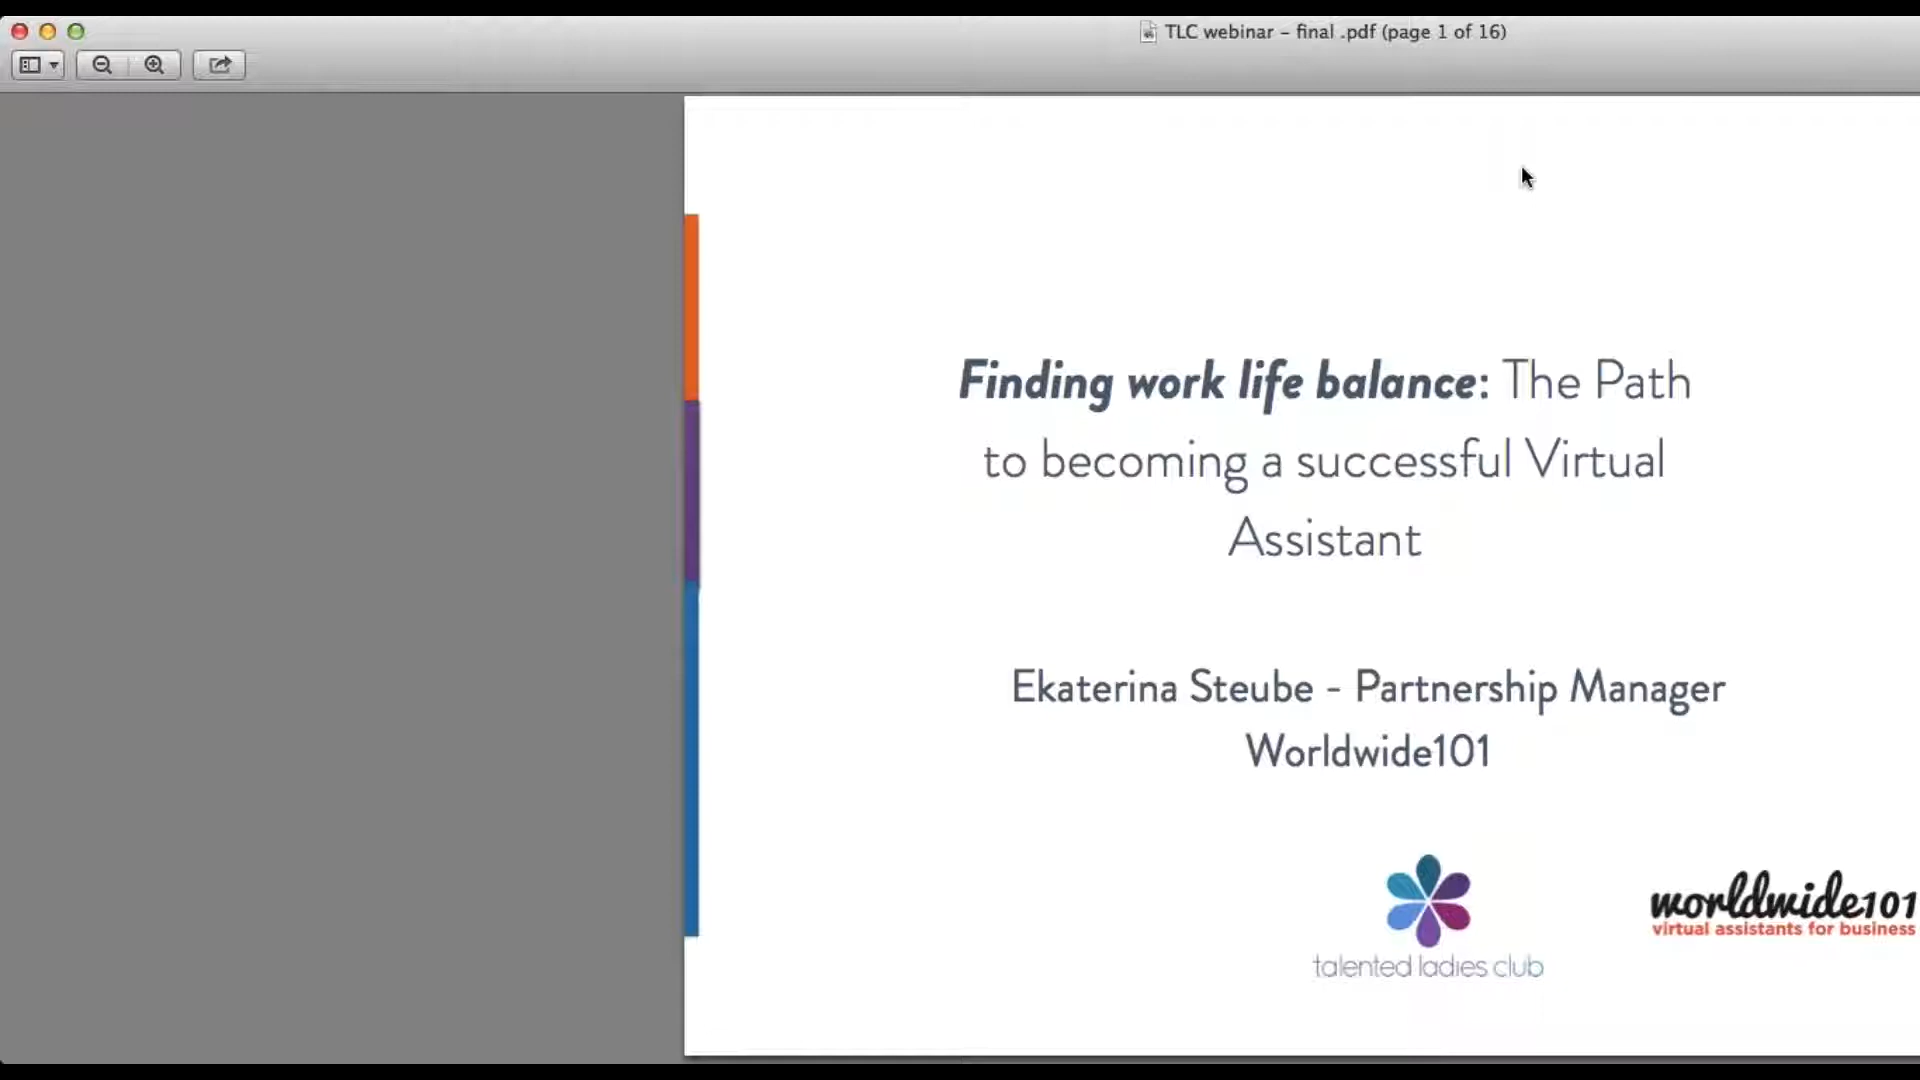 TLC webinar – final .pdf (page 1 of 16)
Finding work life balance: The Path
to becoming a successful Virtual
Assistant
Ekaterina Steube - Partnership Manager
Worldwide101
talented ladies club
worldwide101
virtual assistants for business